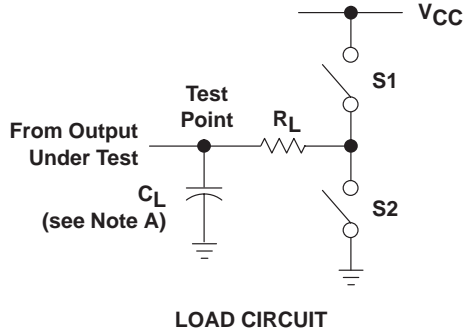 VCC
S1
Test
Point
RL
From Output
Under Test
CL
(see Note A)
S2
LOAD CIRCUIT